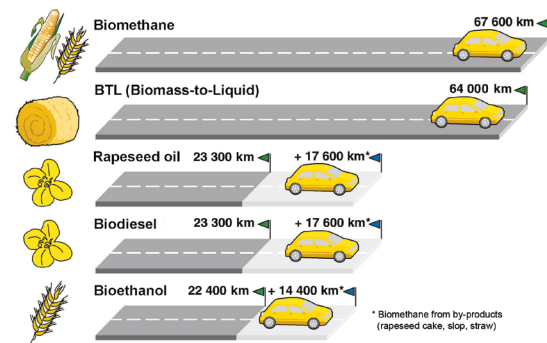 Biomethane 67 600 km
BTL (Biomass-to-Liquid) 64 000 km
Rapeseed oil 23 300 km + 17 600 km*
Biodiesel 23 300 km + 17 600 km*
Bioethanol 22 400 km + 14 400 km*
* Biomethane from by-products
(rapeseed cake, slop, straw)